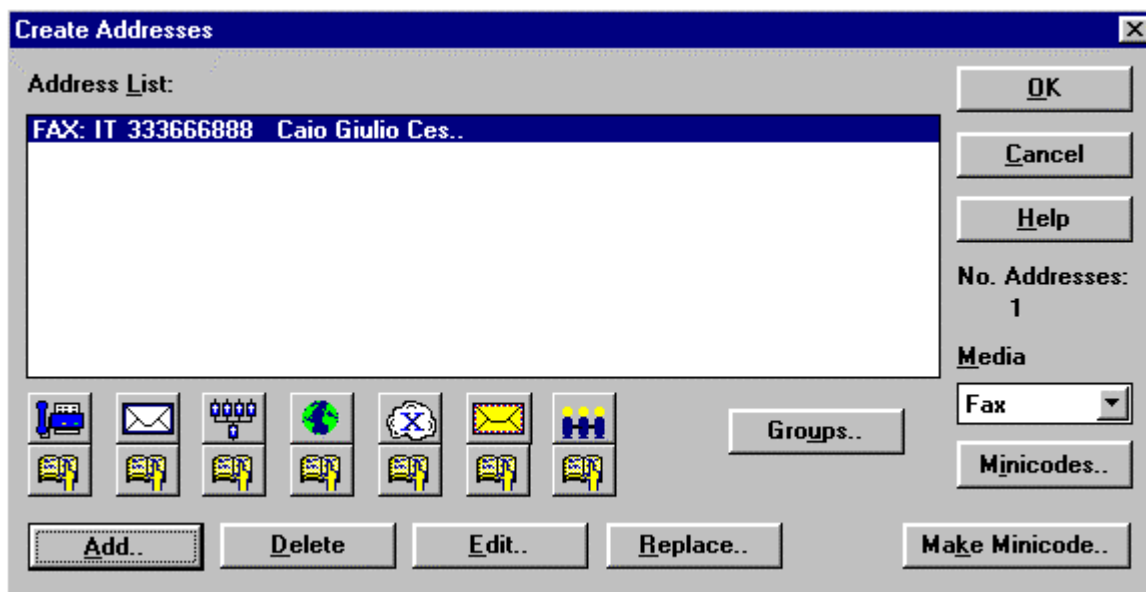 Create Addresses
Address List:
FAX: IT 333666888 Caio Giulio Ces..
OK
Cancel
Help
No. Addresses:
1
Media
Fax
Groups..
Minicodes..
Add..
Delete
Edit..
Replace..
Make Minicode..